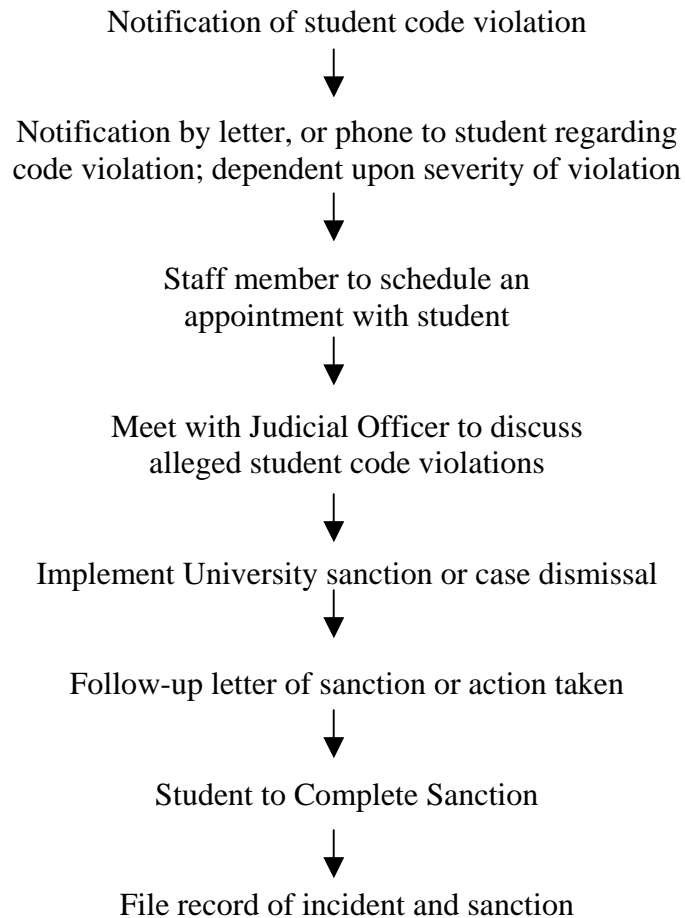 Notification of student code violation
Notification by letter, or phone to student regarding
code violation; dependent upon severity of violation
Staff member to schedule an
appointment with student
Meet with Judicial Officer to discuss
alleged student code violations
Implement University sanction or case dismissal
Follow-up letter of sanction or action taken
Student to Complete Sanction
File record of incident and sanction